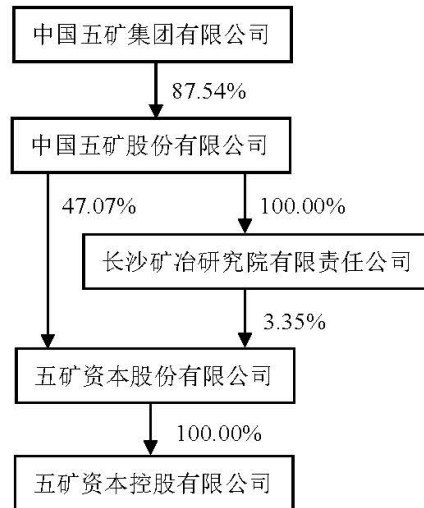 中国五矿集团有限公司
87.54%
中国五矿股份有限公司
47.07%
100.00%
长沙矿冶研究院有限责任公司
3.35%
五矿资本股份有限公司
100.00%
五矿资本控股有限公司